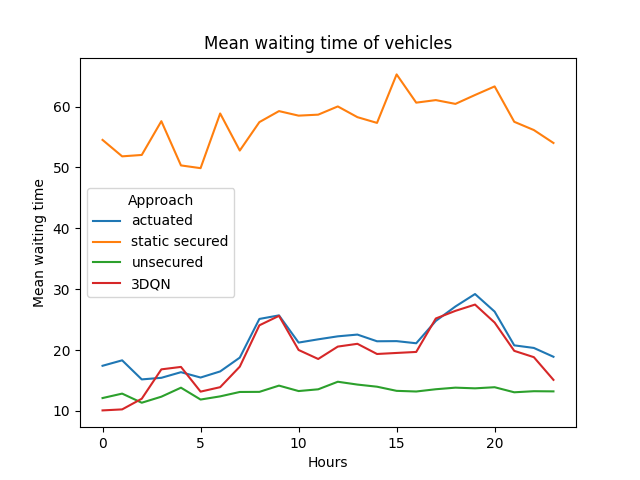 Mean waiting time of vehicles
Mean waiting time
60
50
40
30
20
10
Approach
actuated
static secured
unsecured
3DQN
0
5
10
15
20
Hours